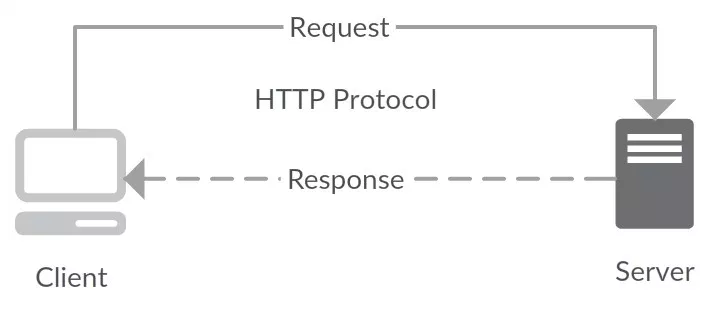 Request
HTTP Protocol
Response
Client
Server